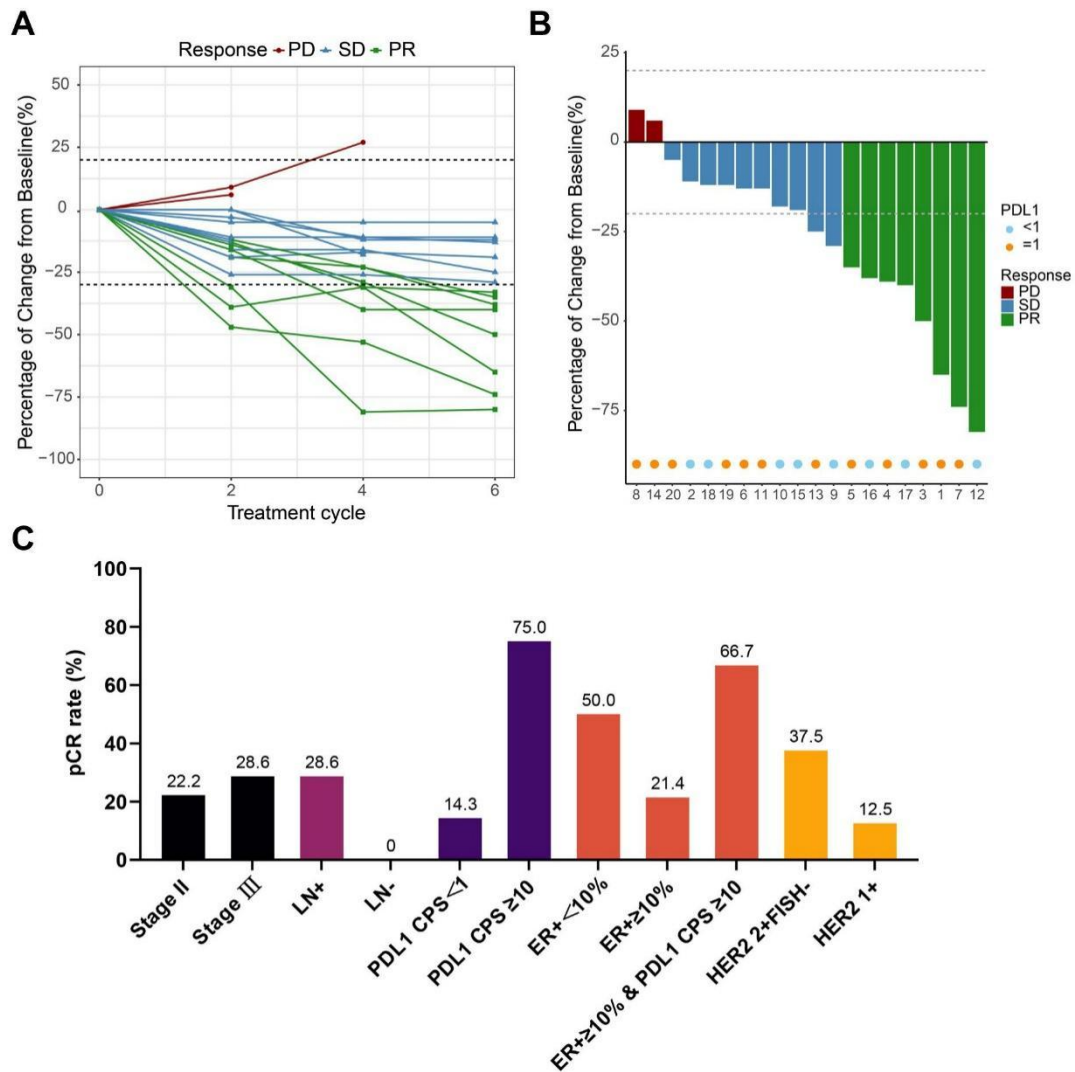 A
Response PD SD PR
Percentage of Change from Baseline(%)
50
25
0
−25
−50
−75
−100
0 2 4 6
Treatment cycle
B
Percentage of Change from Baseline(%)
25
0
−25
−50
−75
8 14 20 2 18 19 6 11 10 15 13 9 5 16 4 17 3 1 7 12
PDL1
<1
=1
Response
PD
SD
PR
C
pCR rate (%)
100
80
60
40
20
0
22.2
28.6
28.6
0
14.3
75.0
50.0
21.4
66.7
37.5
12.5
Stage II
Stage Ⅲ
LN+
LN-
PDL1 CPS<1
PDL1 CPS ≥10
ER+<10%
ER+≥10%
ER+≥10% & PDL1 CPS ≥10
HER2 2+FISH-
HER2 1+